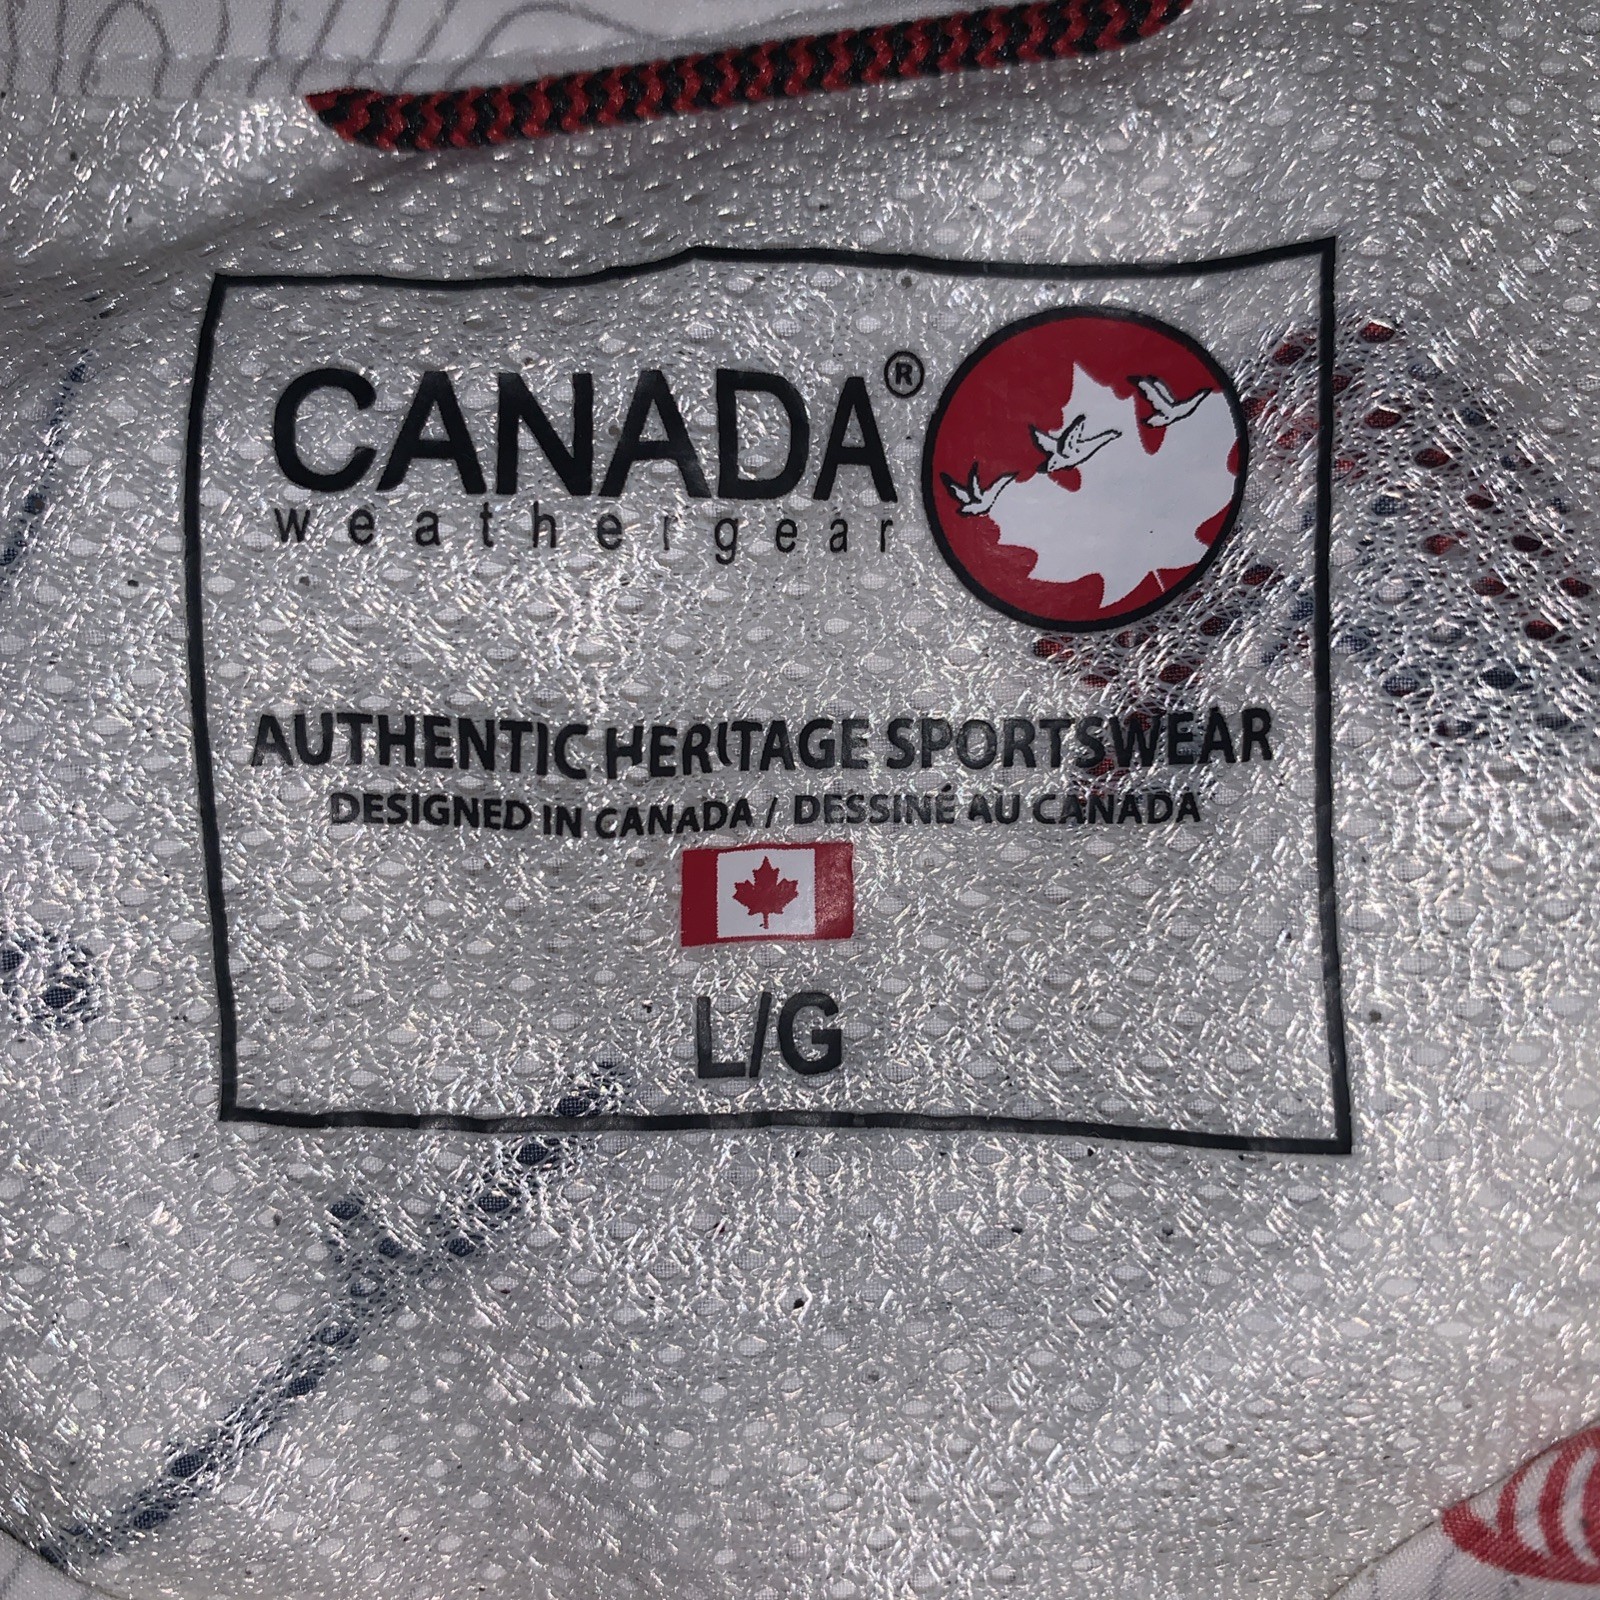 CANADA®
weathergear
AUTHENTIC HERITAGE SPORTSWEAR
DESIGNED IN CANADA / DESSINÉ AU CANADA
L/G